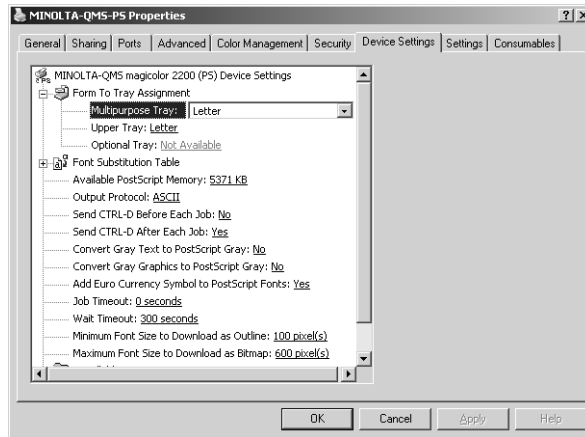 MINOLTA-QMS-PS Properties
General Sharing Ports Advanced Color Management Security Device Settings Settings Consumables
MINOLTA-QMS magicolor 2200 (PS) Device Settings
Form To Tray Assignment
Multipurpose Tray: Letter
Upper Tray: Letter
Optional Tray: Not Available
Font Substitution Table
Available PostScript Memory: 5371 KB
Output Protocol: ASCII
Send CTRL-D Before Each Job: No
Send CTRL-D After Each Job: Yes
Convert Gray Text to PostScript Gray: No
Convert Gray Graphics to PostScript Gray: No
Add Euro Currency Symbol to PostScript Fonts: Yes
Job Timeout: 0 seconds
Wait Timeout: 300 seconds
Minimum Font Size to Download as Outline: 100 pixel(s)
Maximum Font Size to Download as Bitmap: 600 pixel(s)
OK Cancel Apply Help